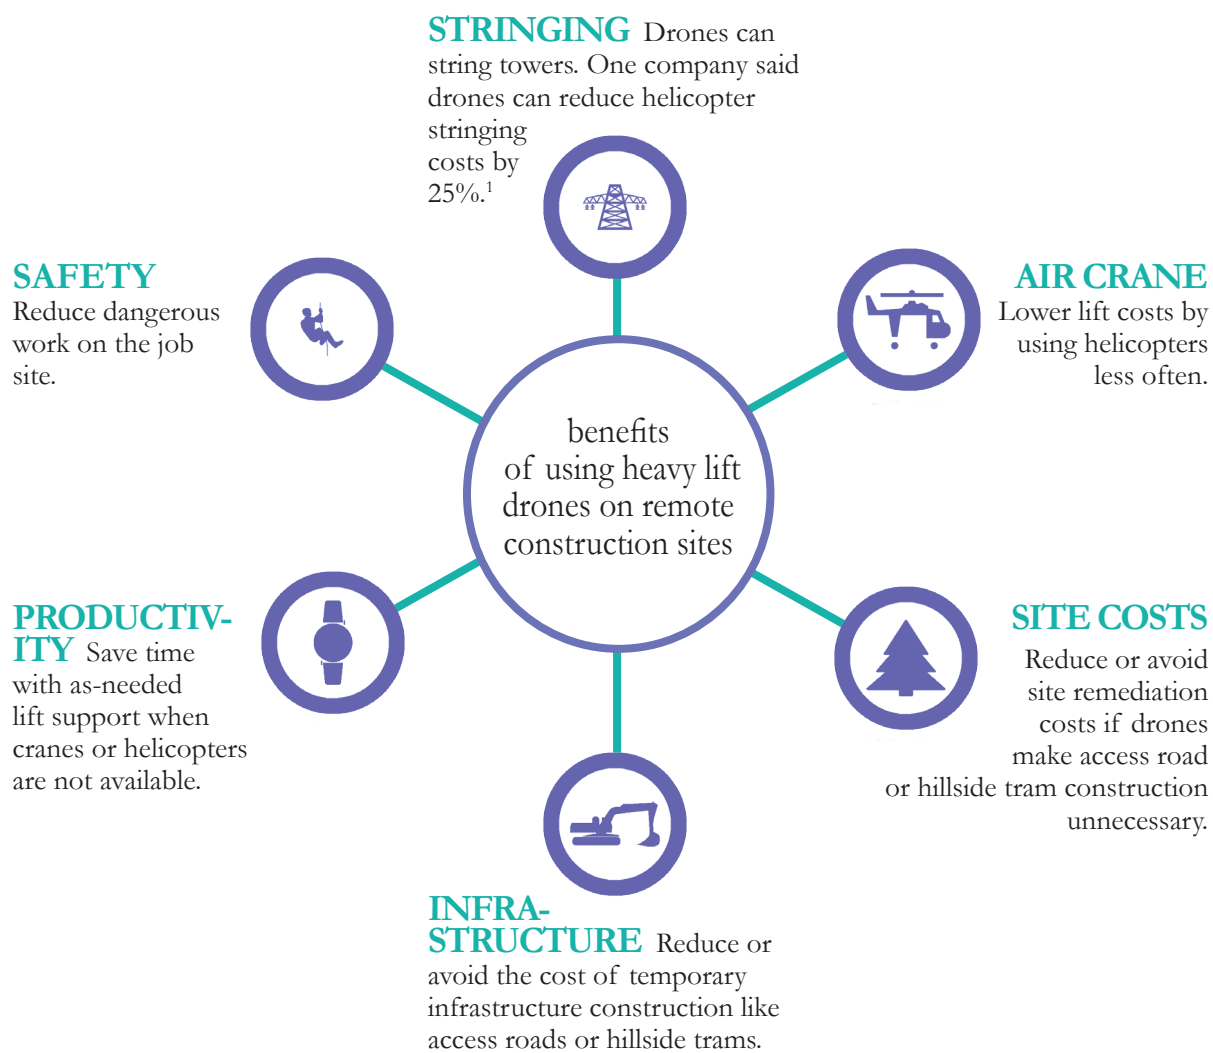 STRINGING Drones can
string towers. One company said
drones can reduce helicopter
stringing
costs by
25%.¹
SAFETY
Reduce dangerous
work on the job
site.
AIR CRANE
Lower lift costs by
using helicopters
less often.
benefits
of using heavy lift
drones on remote
construction sites
PRODUCTIV-
ITY Save time
with as-needed
lift support when
cranes or helicopters
are not available.
SITE COSTS
Reduce or avoid
site remediation
costs if drones
make access road
or hillside tram construction
unnecessary.
INFRA-
STRUCTURE Reduce or
avoid the cost of temporary
infrastructure construction like
access roads or hillside trams.